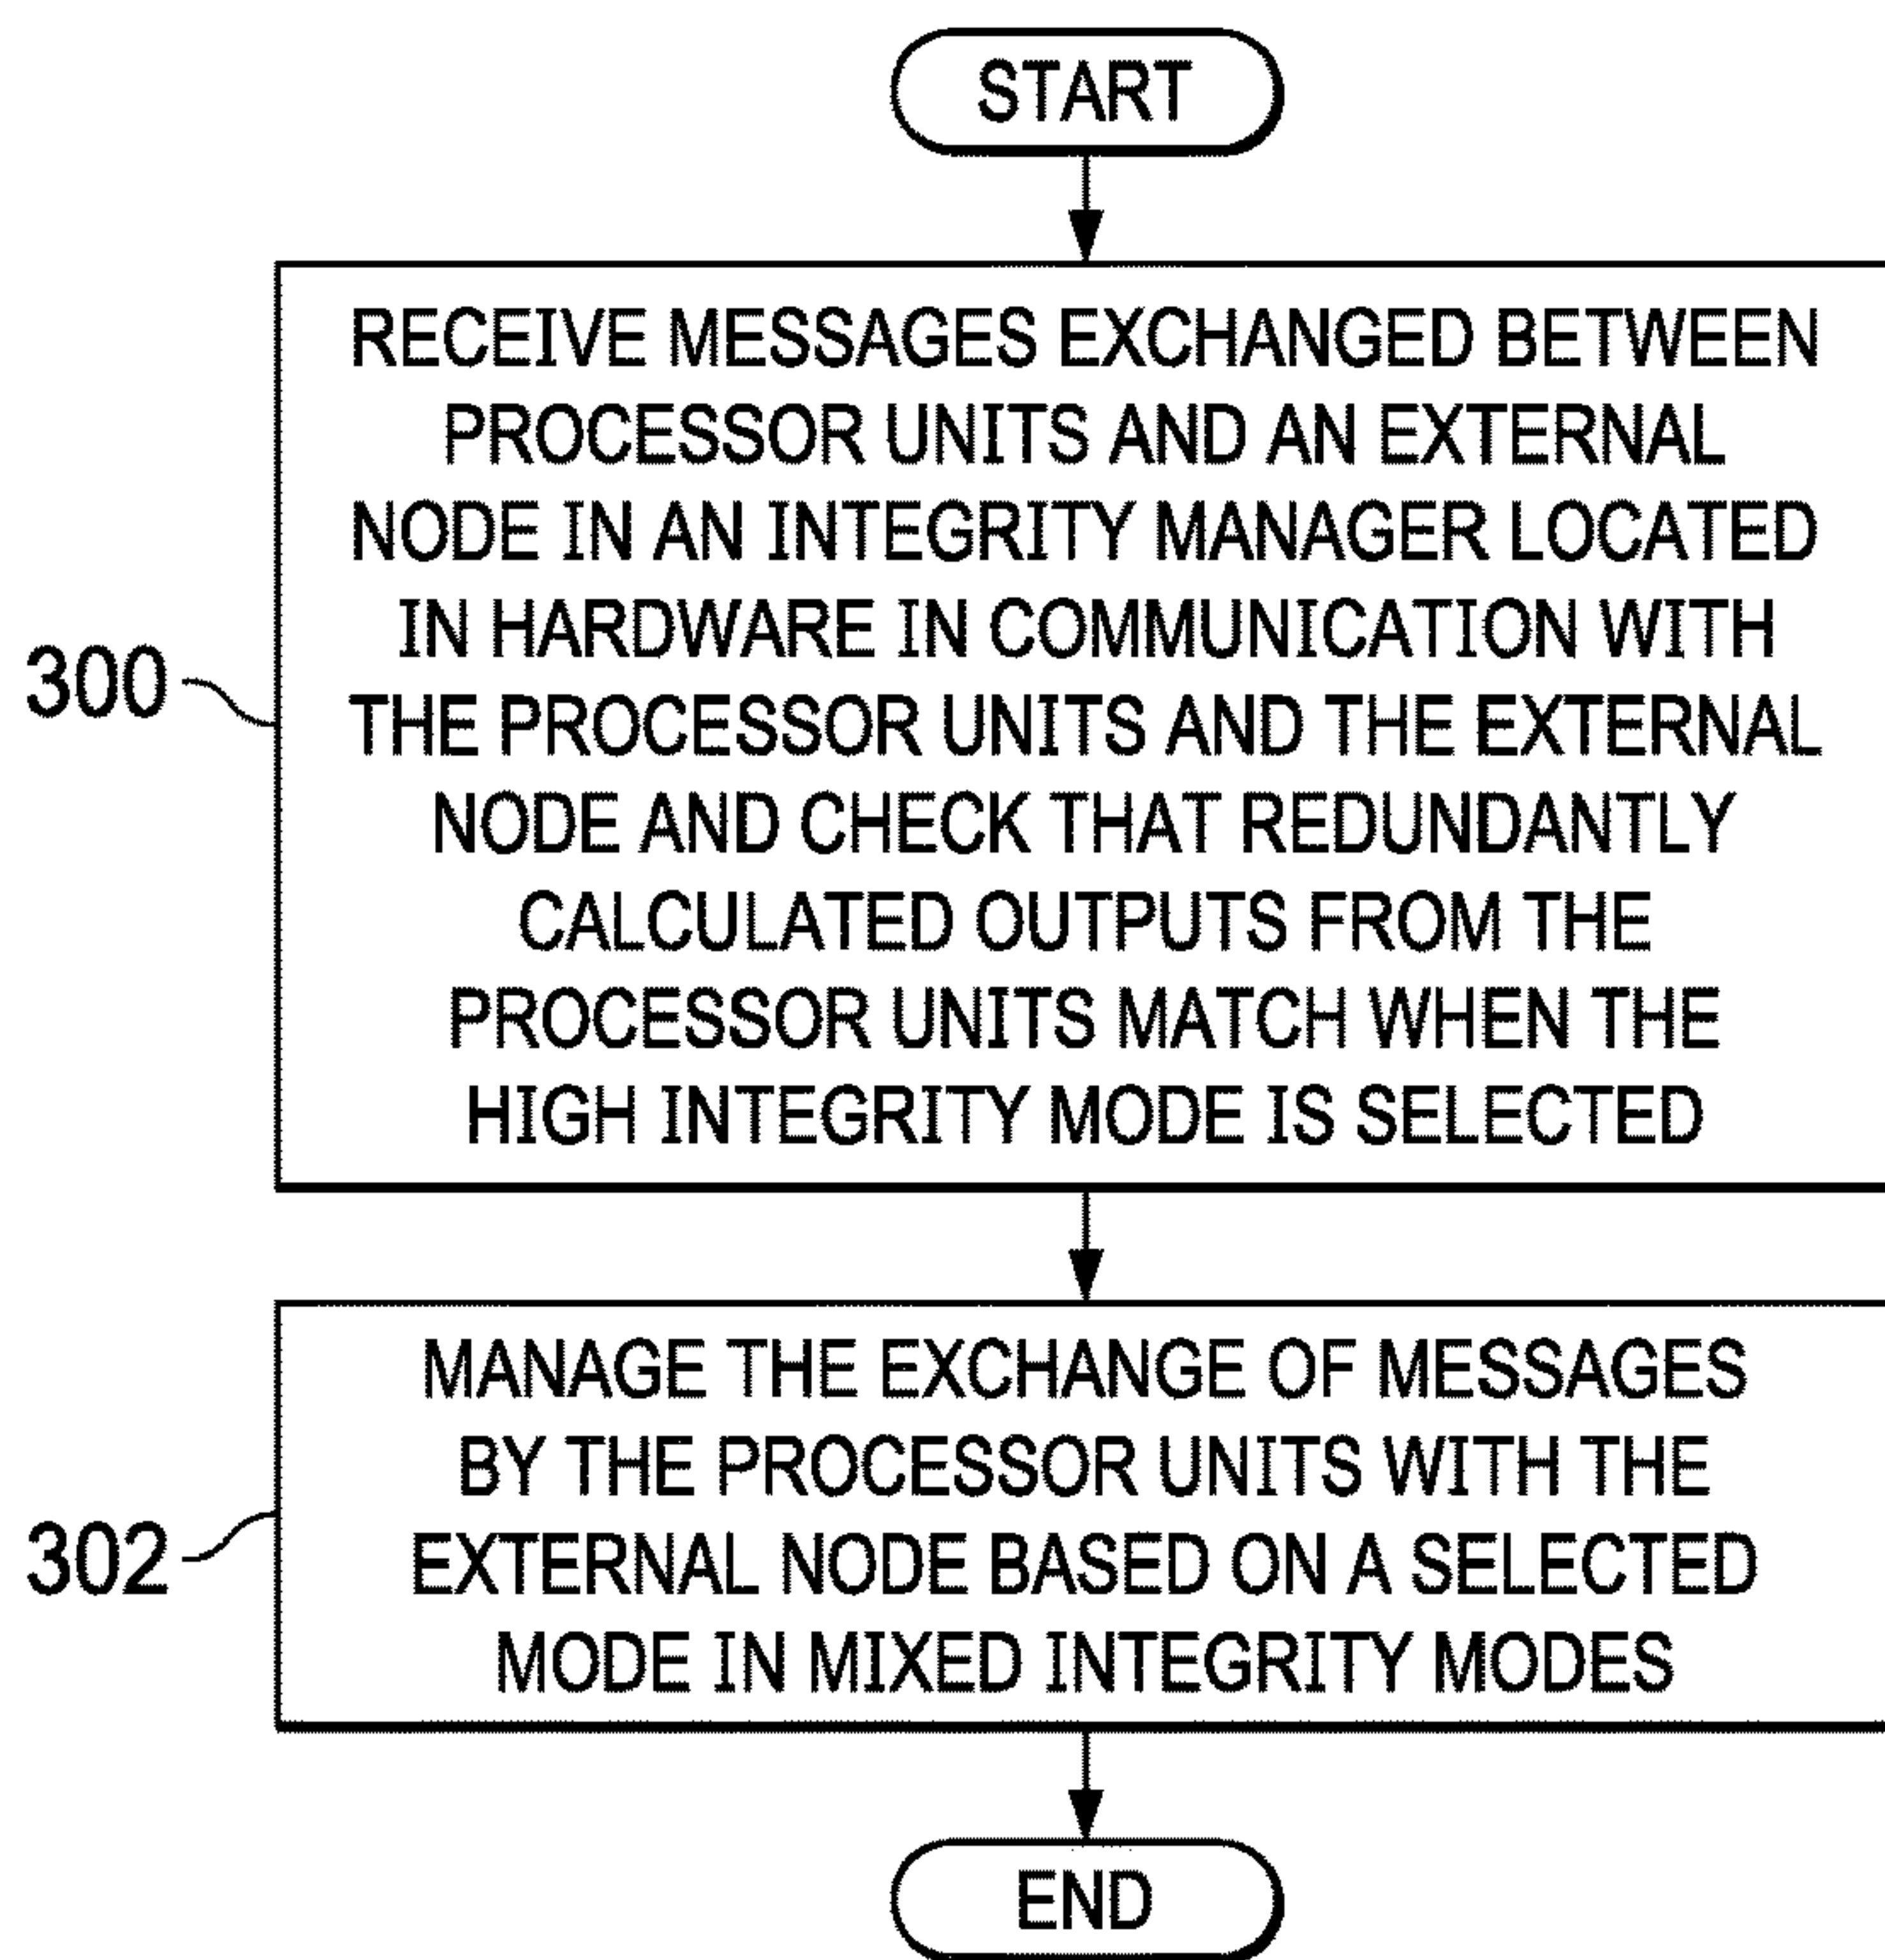 START
RECEIVE MESSAGES EXCHANGED BETWEEN
PROCESSOR UNITS AND AN EXTERNAL
NODE IN AN INTEGRITY MANAGER LOCATED
IN HARDWARE IN COMMUNICATION WITH
THE PROCESSOR UNITS AND THE EXTERNAL
NODE AND CHECK THAT REDUNDANTLY
CALCULATED OUTPUTS FROM THE
PROCESSOR UNITS MATCH WHEN THE
HIGH INTEGRITY MODE IS SELECTED
300
MANAGE THE EXCHANGE OF MESSAGES
BY THE PROCESSOR UNITS WITH THE
EXTERNAL NODE BASED ON A SELECTED
MODE IN MIXED INTEGRITY MODES
302
END